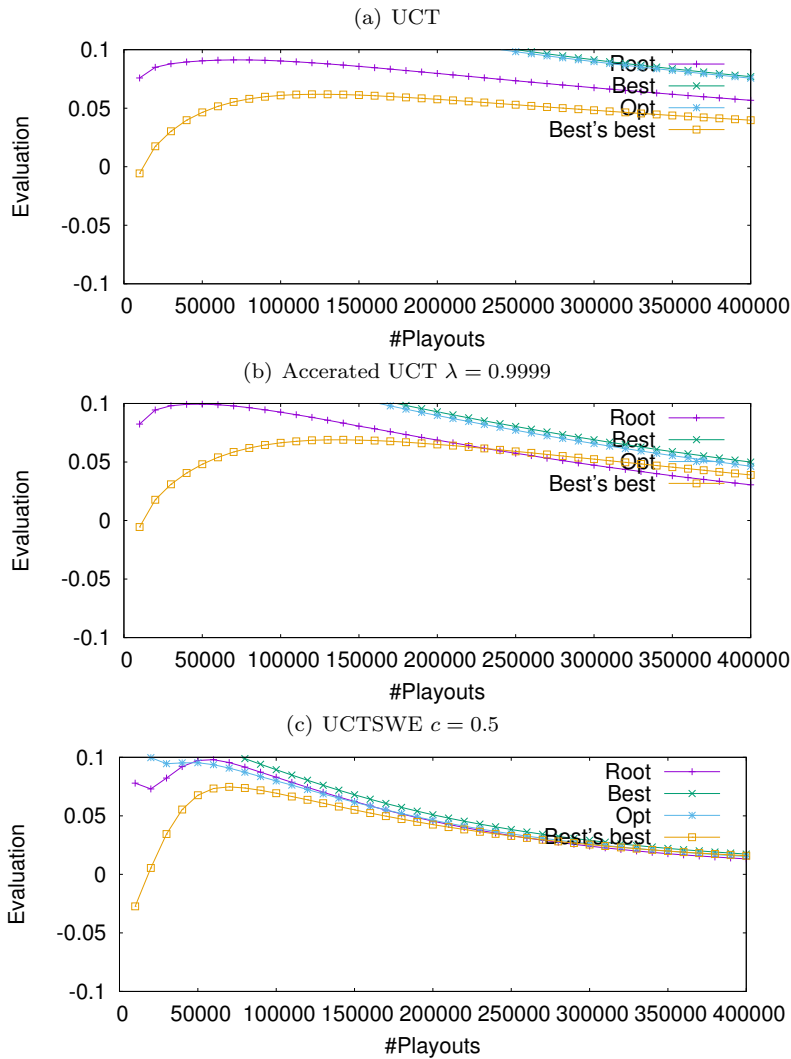 (a) UCT
0.1
0.05
0
-0.05
-0.1
Evaluation
Root
Best
Opt
Best's best
0 50000 100000 150000 200000 250000 300000 350000 400000
#Playouts
(b) Accerated UCT λ = 0.9999
0.1
0.05
0
-0.05
-0.1
Evaluation
Root
Best
Opt
Best's best
0 50000 100000 150000 200000 250000 300000 350000 400000
#Playouts
(c) UCTSWE c = 0.5
0.1
0.05
0
-0.05
-0.1
Evaluation
Root
Best
Opt
Best's best
0 50000 100000 150000 200000 250000 300000 350000 400000
#Playouts